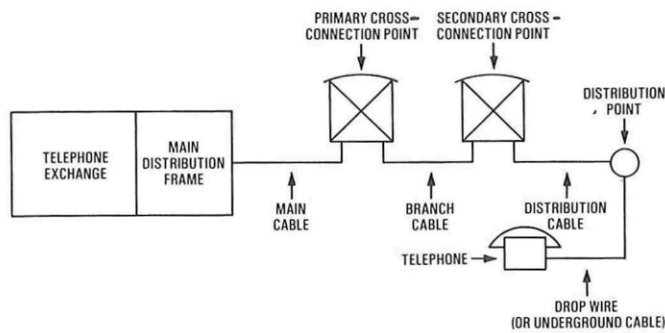 PRIMARY CROSS–
CONNECTION POINT
SECONDARY CROSS –
CONNECTION POINT
DISTRIBUTION
POINT
TELEPHONE
EXCHANGE
MAIN
DISTRIBUTION
FRAME
MAIN
CABLE
BRANCH
CABLE
DISTRIBUTION
CABLE
TELEPHONE
DROP WIRE
(OR UNDERGROUND CABLE)